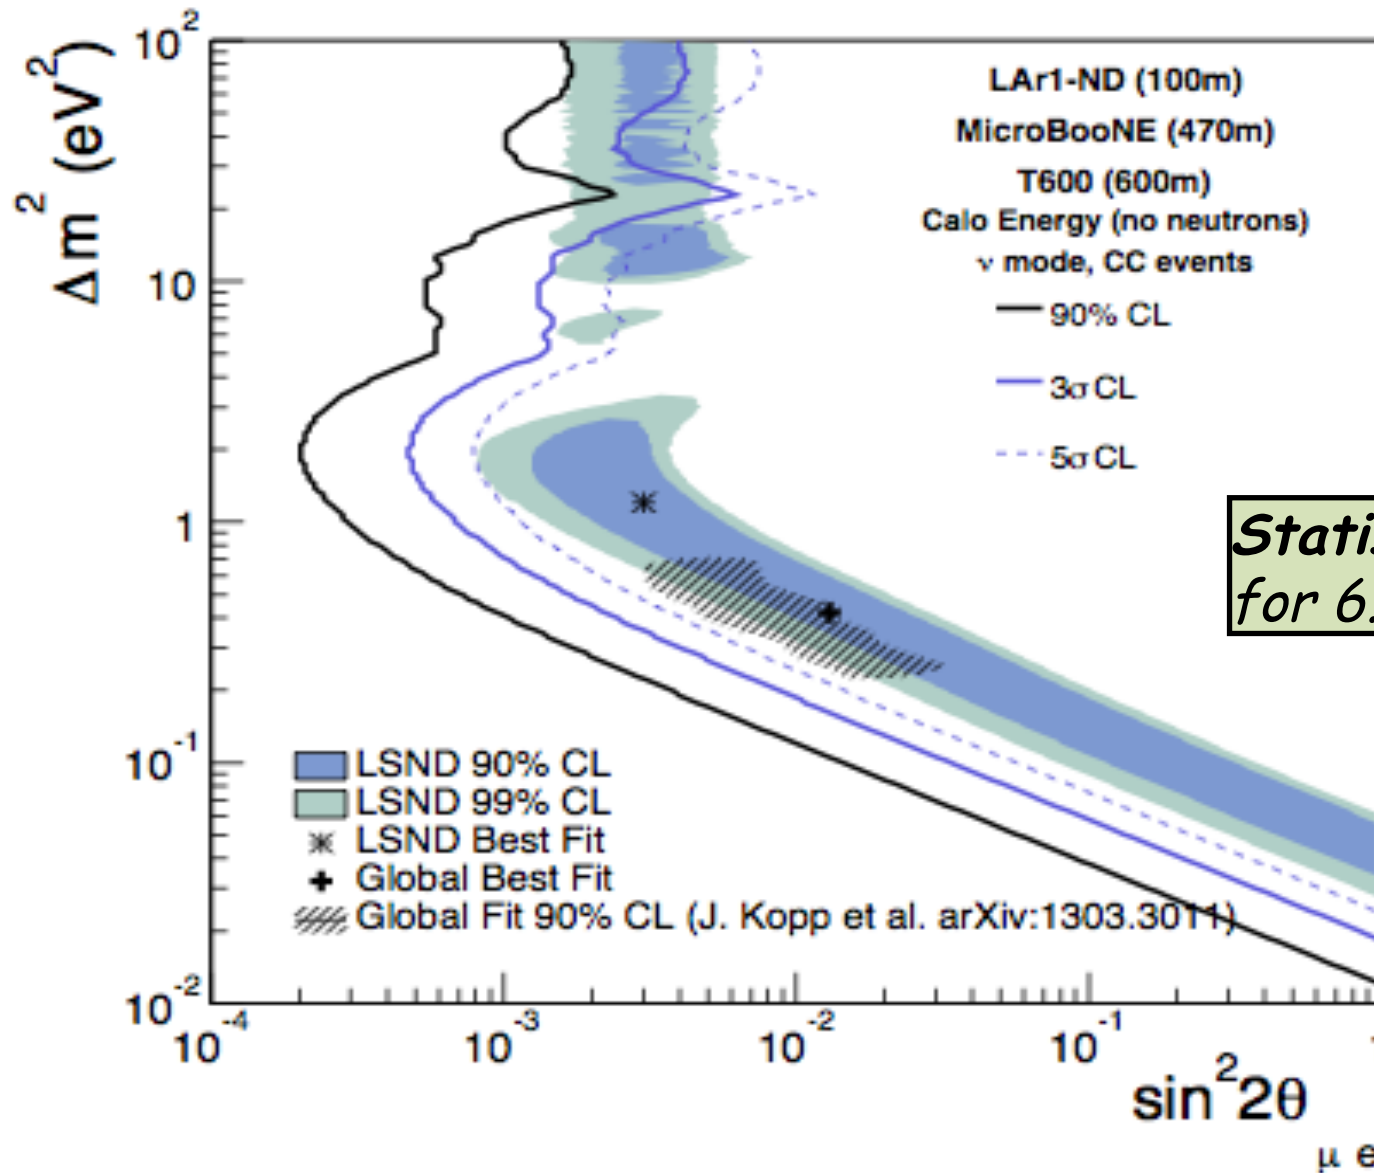 10²
Δm² (eV²)
10
1
10⁻¹
10⁻²
LAr1-ND (100m)
MicroBooNE (470m)
T600 (600m)
Calo Energy (no neutrons)
ν mode, CC events
90% CL
3σ CL
5σ CL
for 6.
LSND 90% CL
LSND 99% CL
LSND Best Fit
Global Best Fit
Global Fit 90% CL (J. Kopp et al. arXiv:1303.3011)
10⁻⁴
10⁻³
10⁻²
10⁻¹
sin²2θ
μ e